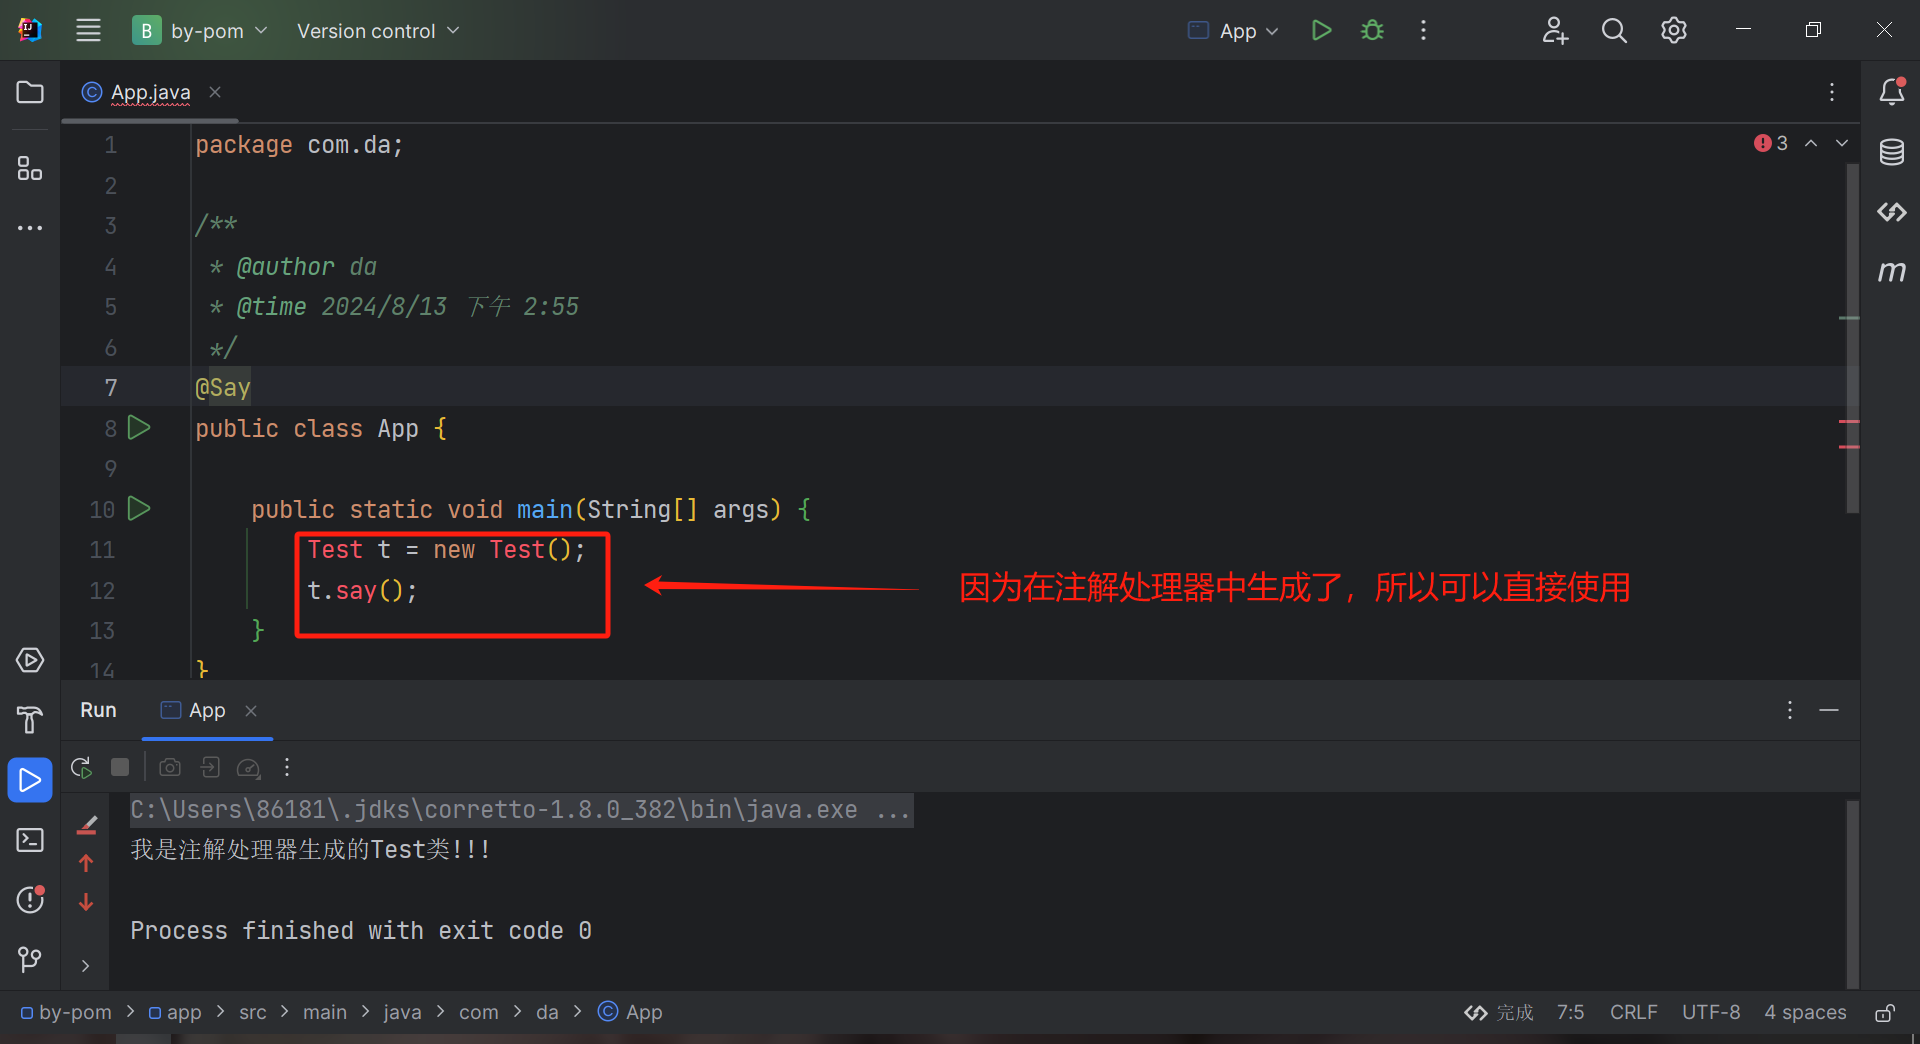 B by-pom Version control App
App.java
3
1 package com.da;
2
3 /**
4 * @author da
5 * @time 2024/8/13 下午 2:55
6 */
7 @Say
8 public class App {
9
10 public static void main(String[] args) {
11 Test t = new Test();
12 t.say();
因为在注解处理器中生成了，所以可以直接使用
13 }
14 }
Run App
C:\Users\86181\.jdks\corretto-1.8.0_382\bin\java.exe ...
我是注解处理器生成的Test类!!!
Process finished with exit code 0
by-pom > app > src > main > java > com > da > App 完成 7:5 CRLF UTF-8 4 spaces